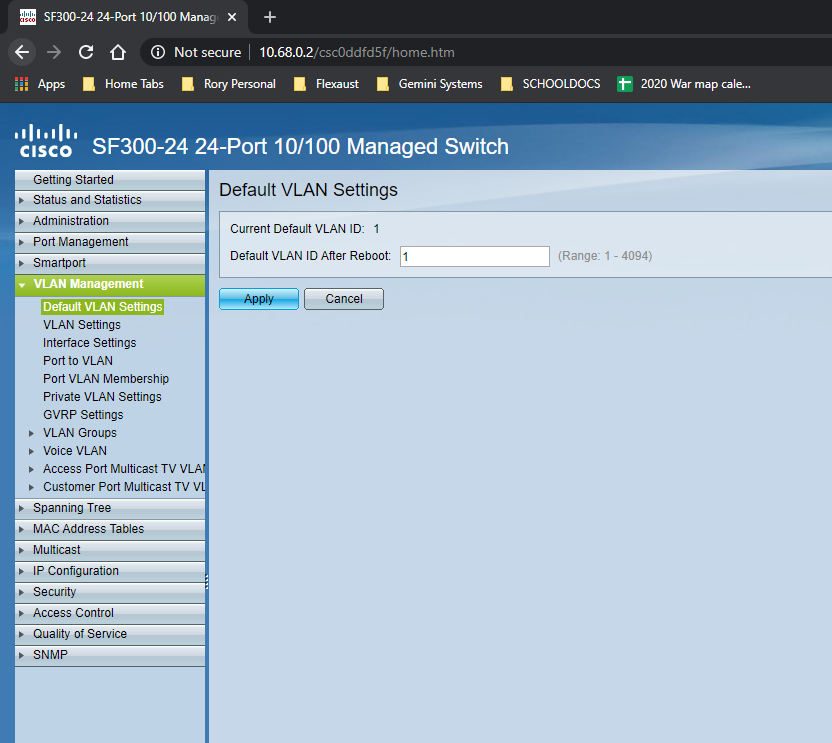 SF300-24 24-Port 10/100 Manag
Not secure | 10.68.0.2/csc0ddfd5f/home.htm
Apps Home Tabs Rory Personal Flexaust Gemini Systems SCHOOLDOCS 2020 War map cale...
CISCO SF300-24 24-Port 10/100 Managed Switch
Getting Started
Status and Statistics
Administration
Port Management
Smartport
VLAN Management
Default VLAN Settings
VLAN Settings
Interface Settings
Port to VLAN
Port VLAN Membership
Private VLAN Settings
GVRP Settings
VLAN Groups
Voice VLAN
Access Port Multicast TV VLAN
Customer Port Multicast TV VL
Spanning Tree
MAC Address Tables
Multicast
IP Configuration
Security
Access Control
Quality of Service
SNMP
Default VLAN Settings
Current Default VLAN ID: 1
Default VLAN ID After Reboot: 1 (Range: 1 - 4094)
Apply Cancel